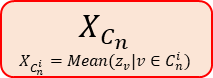 X_{C_n}
X_{C_n^i} = Mean(z_v|v ∈ C_n^i)